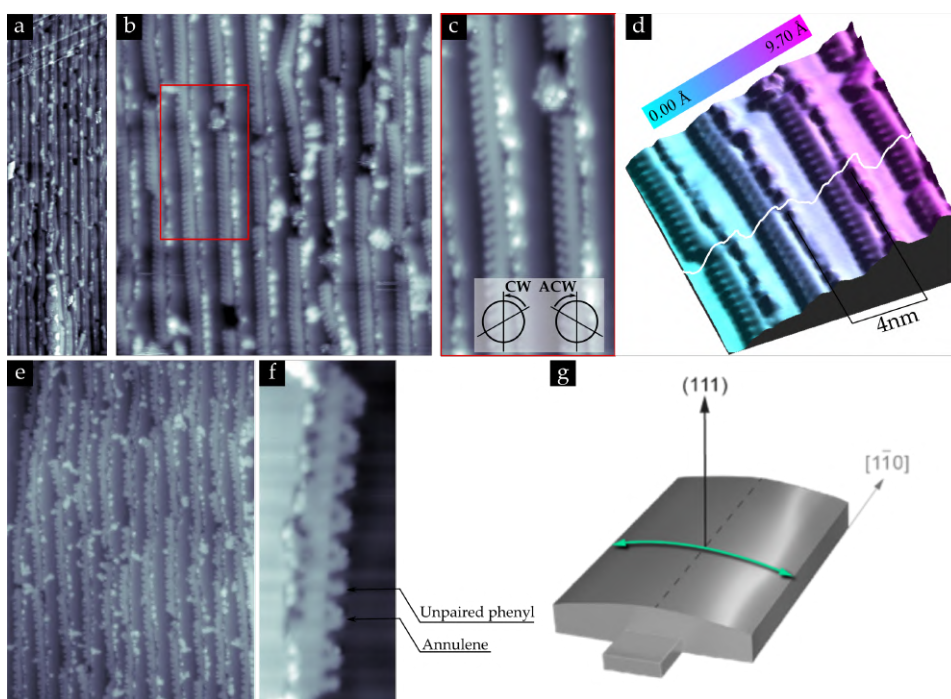 a
b
c
d
CW ACW
0.00 Å
9.70 Å
4nm
e
f
Unpaired phenyl
Annulene
g
(111)
[11̅0]